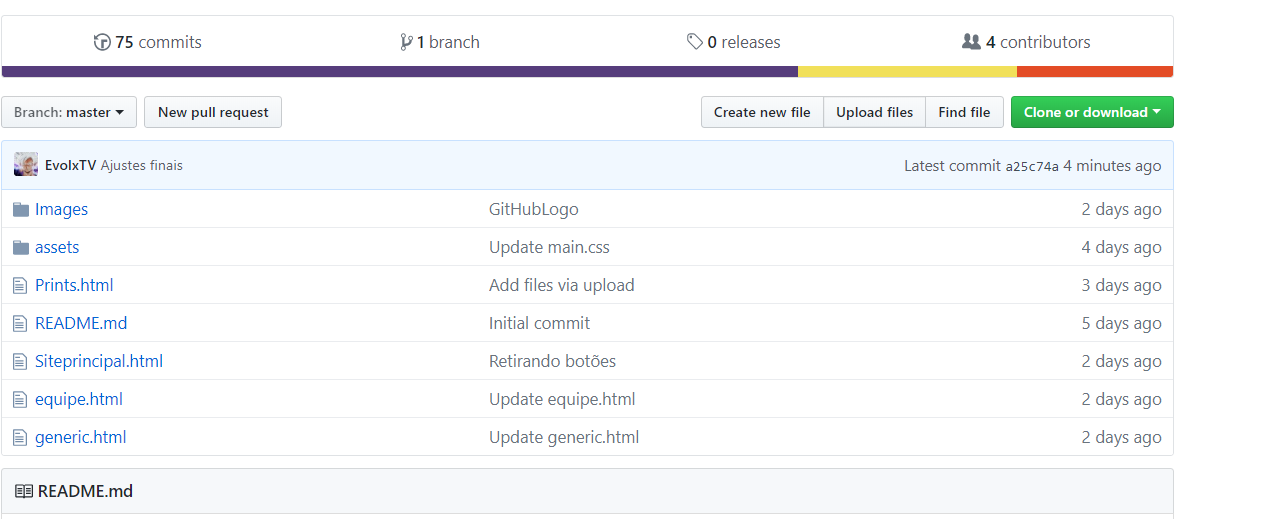 75 commits 1 branch 0 releases 4 contributors
Branch: master New pull request Create new file Upload files Find file Clone or download
EvolxTV Ajustes finais Latest commit a25c74a 4 minutes ago
Images GitHubLogo 2 days ago
assets Update main.css 4 days ago
Prints.html Add files via upload 3 days ago
README.md Initial commit 5 days ago
Siteprincipal.html Retirando botões 2 days ago
equipe.html Update equipe.html 2 days ago
generic.html Update generic.html 2 days ago
README.md